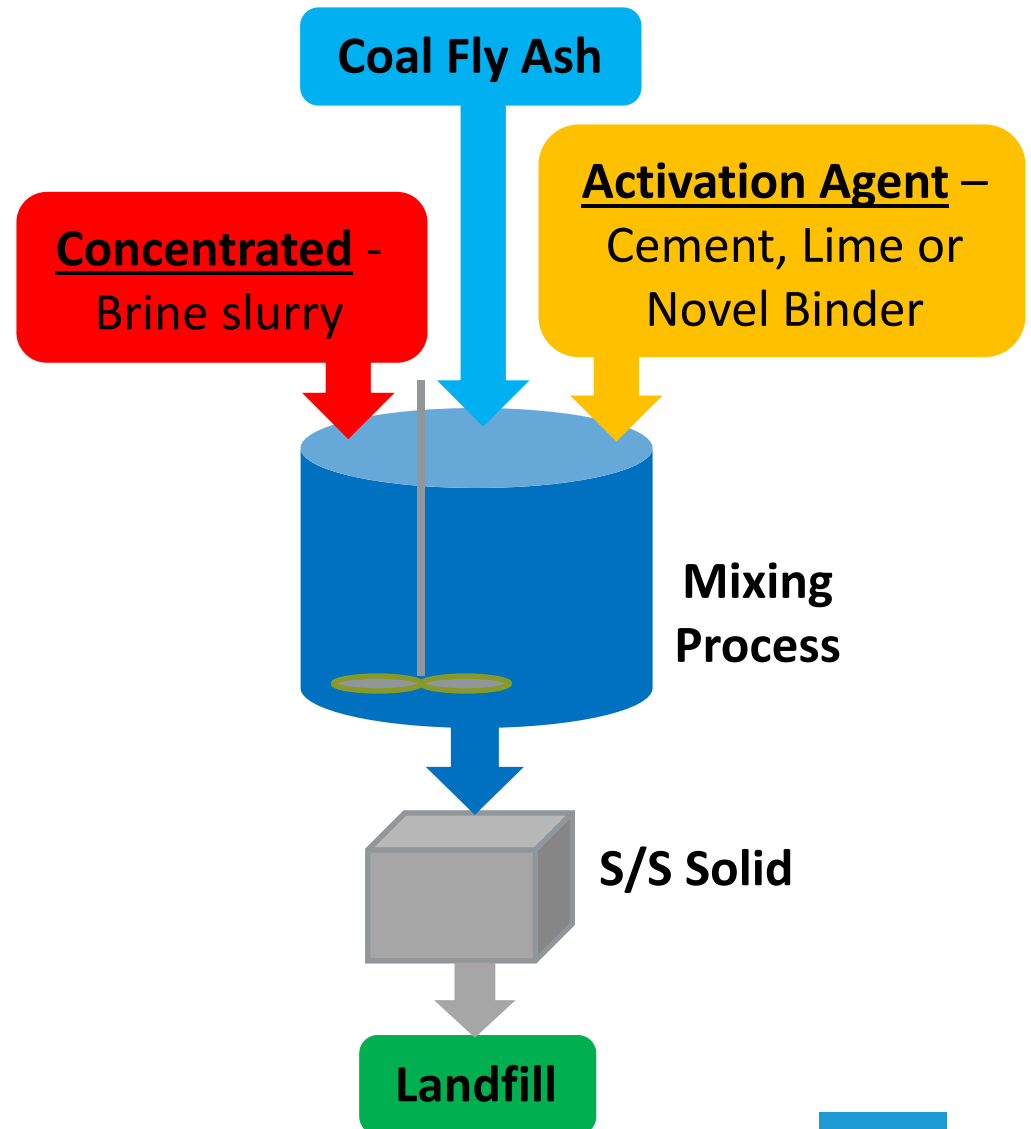 Coal Fly Ash
Activation Agent –
Cement, Lime or
Novel Binder
Concentrated -
Brine slurry
Mixing
Process
S/S Solid
Landfill